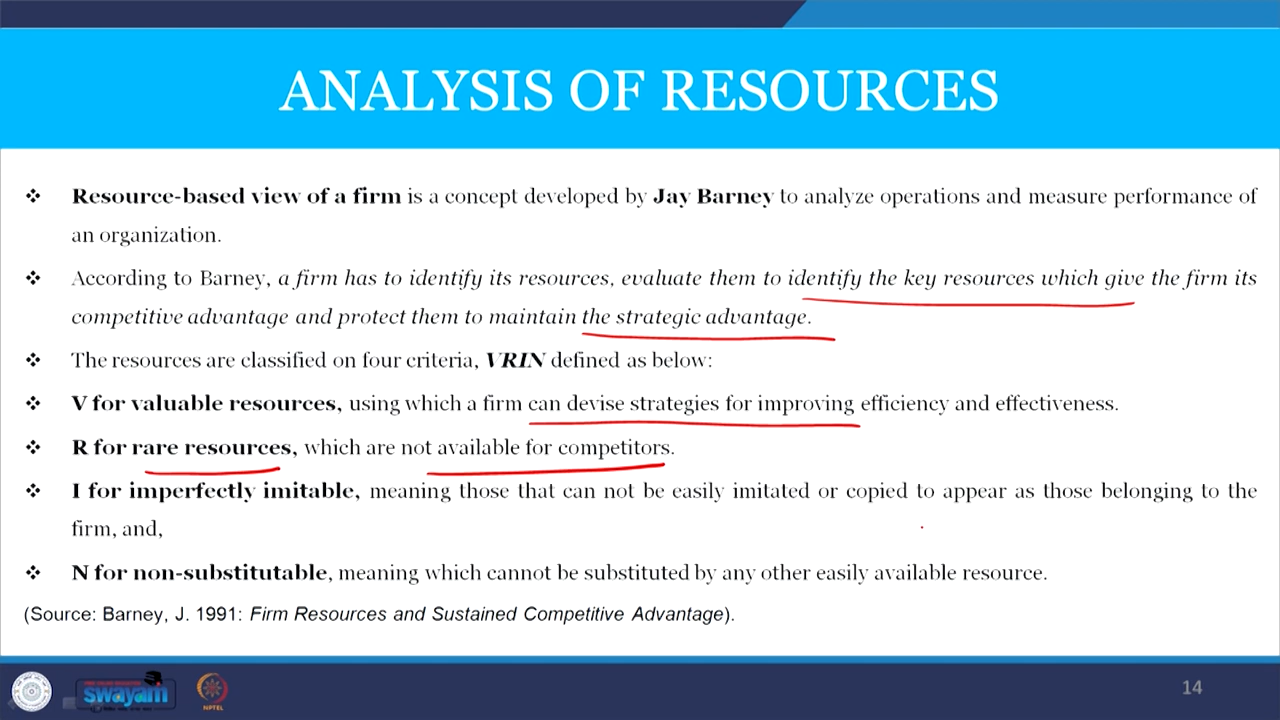 ANALYSIS OF RESOURCES
❖ Resource-based view of a firm is a concept developed by Jay Barney to analyze operations and measure performance of
an organization.
❖ According to Barney, a firm has to identify its resources, evaluate them to identify the key resources which give the firm its
competitive advantage and protect them to maintain the strategic advantage.
❖ The resources are classified on four criteria, VRIN defined as below:
❖ V for valuable resources, using which a firm can devise strategies for improving efficiency and effectiveness.
❖ R for rare resources, which are not available for competitors.
❖ I for imperfectly imitable, meaning those that can not be easily imitated or copied to appear as those belonging to the
firm, and,
❖ N for non-substitutable, meaning which cannot be substituted by any other easily available resource.
(Source: Barney, J. 1991: Firm Resources and Sustained Competitive Advantage).
swayam
NPTEL
14